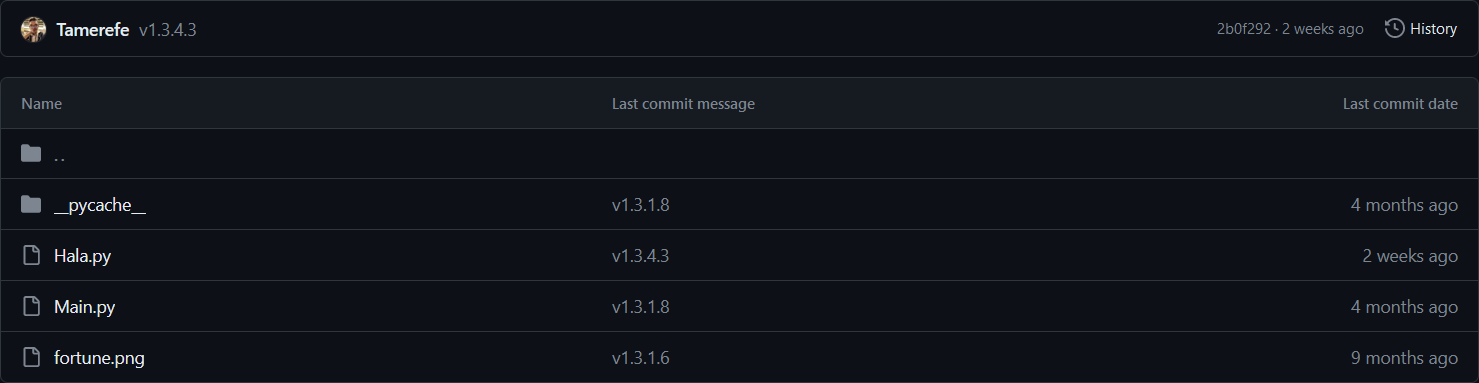 Tamerefe v1.3.4.3 2b0f292 · 2 weeks ago History
Name Last commit message Last commit date
..
__pycache__ v1.3.1.8 4 months ago
Hala.py v1.3.4.3 2 weeks ago
Main.py v1.3.1.8 4 months ago
fortune.png v1.3.1.6 9 months ago